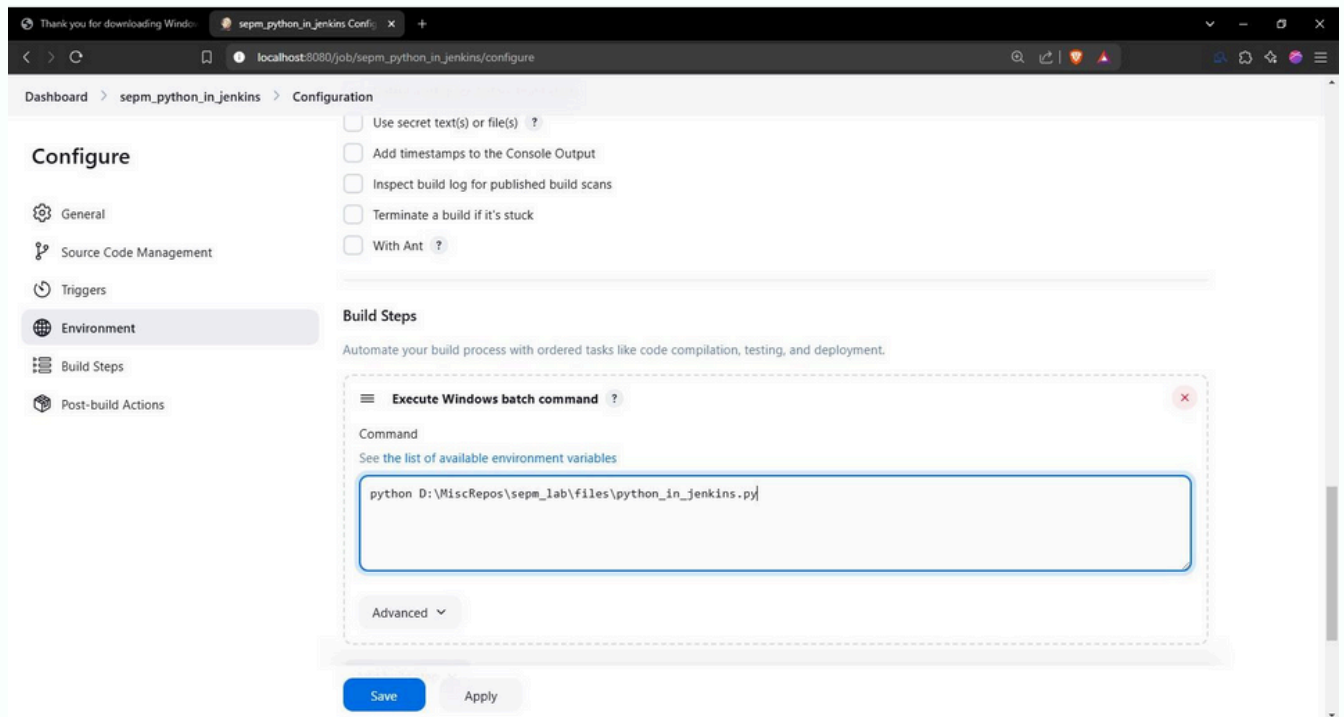 Thank you for downloading Windo
sepm_python_in_jenkins Config
localhost:8080/job/sepm_python_in_jenkins/configure
Dashboard > sepm_python_in_jenkins > Configuration
Configure
General
Source Code Management
Triggers
Environment
Build Steps
Post-build Actions
Use secret text(s) or file(s) ?
Add timestamps to the Console Output
Inspect build log for published build scans
Terminate a build if it's stuck
With Ant ?
Build Steps
Automate your build process with ordered tasks like code compilation, testing, and deployment.
Execute Windows batch command ?
Command
See the list of available environment variables
python D:\MiscRepos\sepm_lab\files\python_in_jenkins.py
Advanced
Save Apply